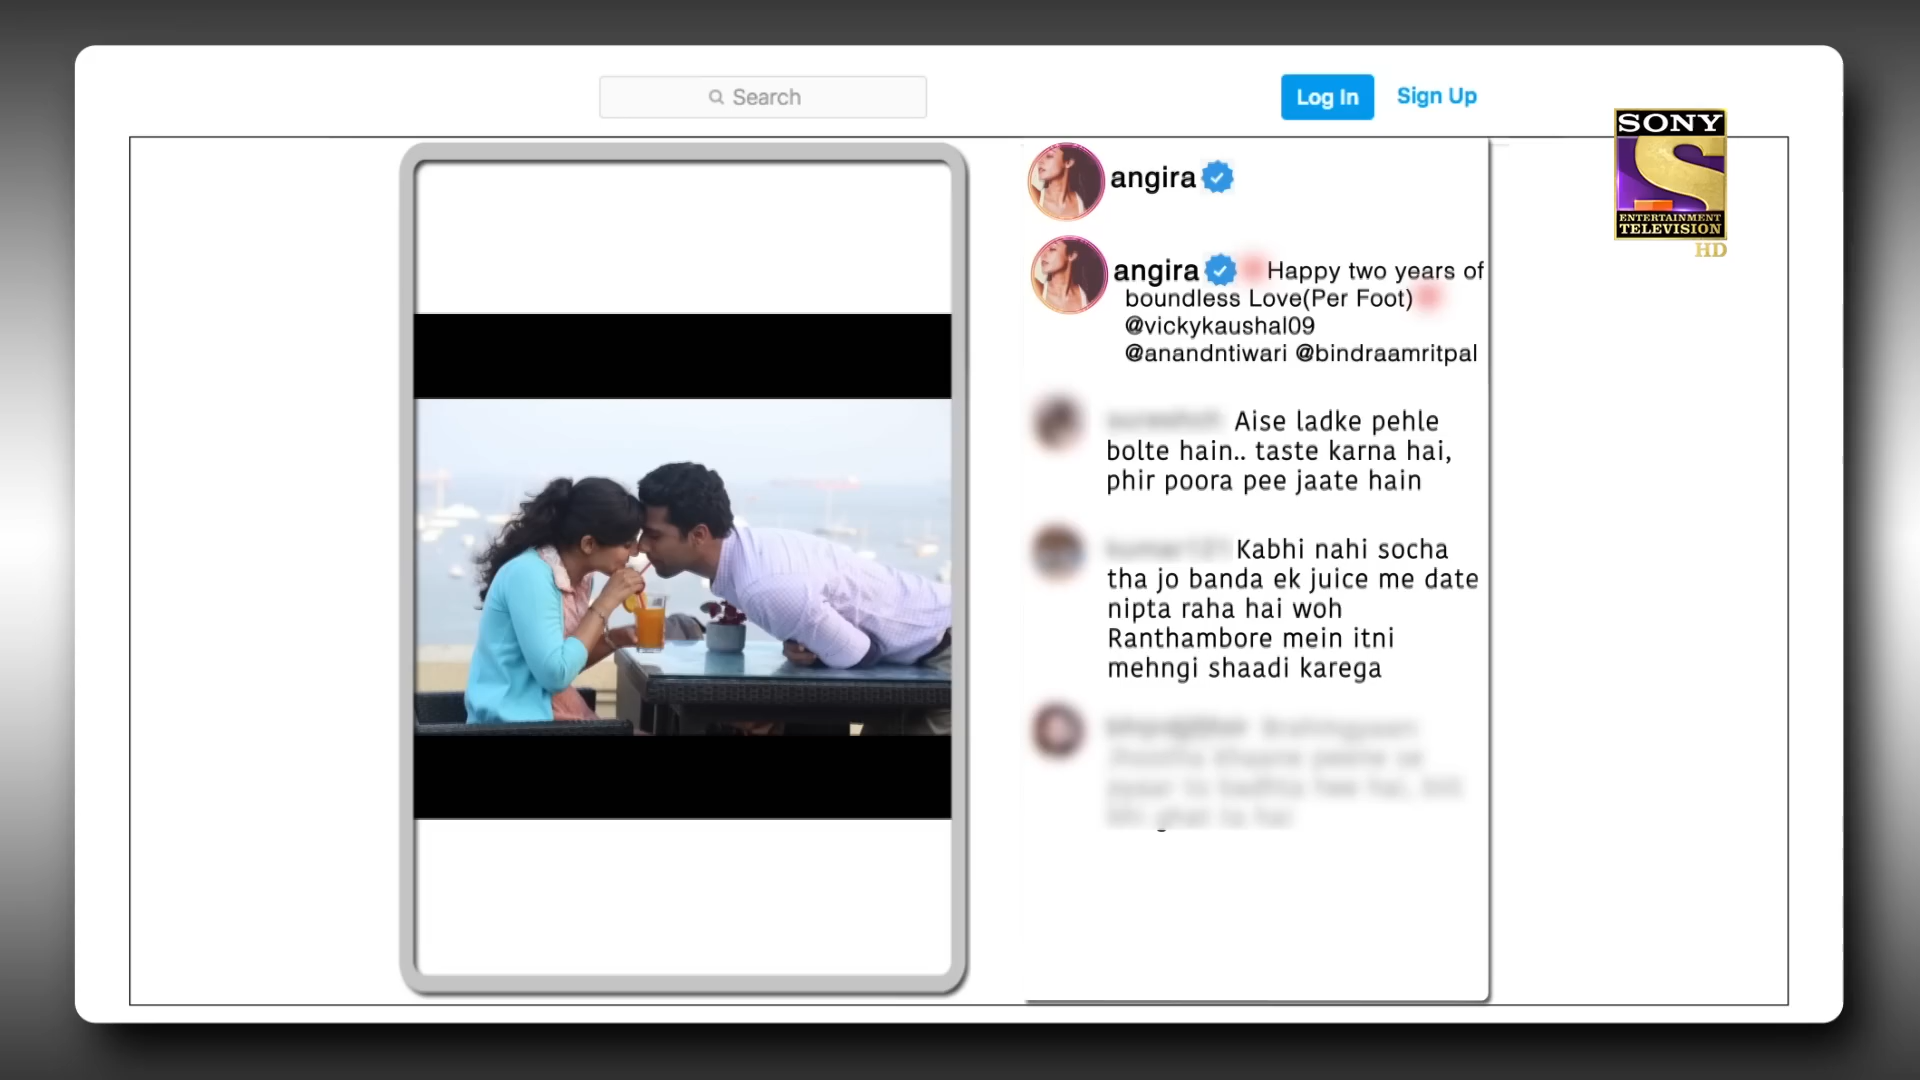 Search
Log In
Sign Up
SONY
ENTERTAINMENT
TELEVISION
HD
angira
angira Happy two years of
boundless Love(Per Foot)
@vickykaushal09
@anandntiwari @bindraamritpal
Aise ladke pehle
bolte hain.. taste karna hai,
phir poora pee jaate hain
Kabhi nahi socha
tha jo banda ek juice me date
nipta raha hai woh
Ranthambore mein itni
mehngi shaadi karega